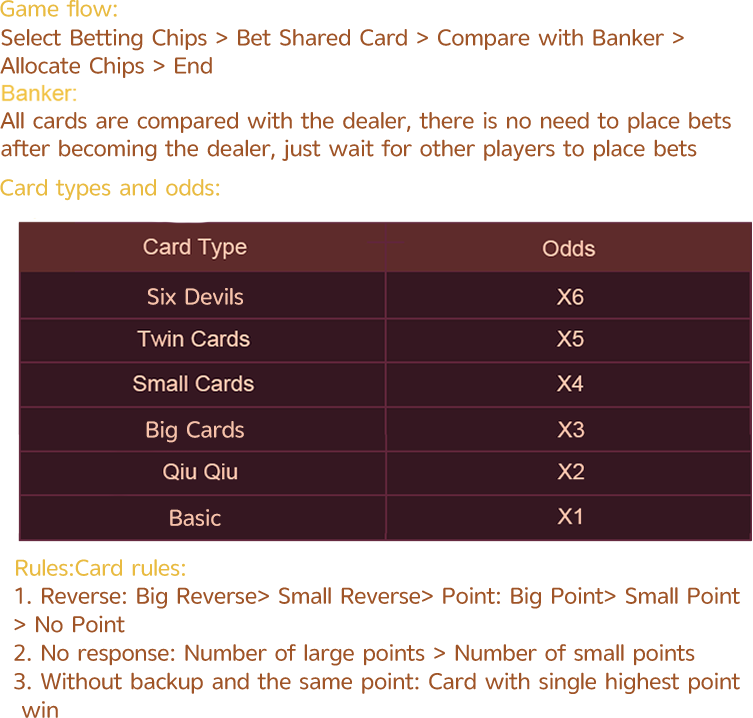 Game flow:
Select Betting Chips > Bet Shared Card > Compare with Banker >
Allocate Chips > End
Banker:
All cards are compared with the dealer, there is no need to place bets
after becoming the dealer, just wait for other players to place bets
Card types and odds:
Card Type Odds
Six Devils X6
Twin Cards X5
Small Cards X4
Big Cards X3
Qiu Qiu X2
Basic X1
Rules:Card rules:
1. Reverse: Big Reverse> Small Reverse> Point: Big Point> Small Point
> No Point
2. No response: Number of large points > Number of small points
3. Without backup and the same point: Card with single highest point
win